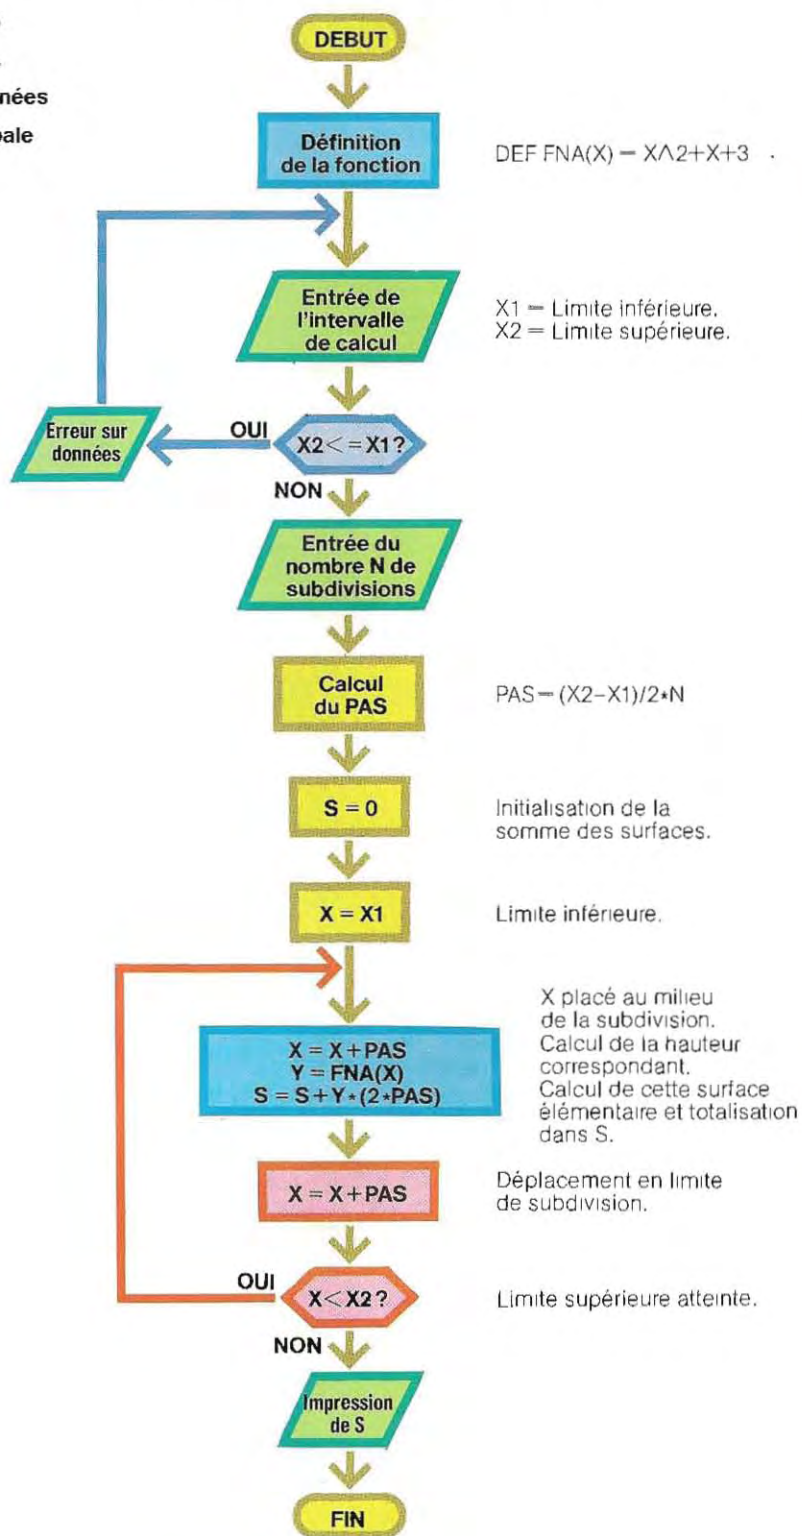 nées
pale
DEBUT
Définition
de la fonction
DEF FNA(X) = X∧2+X+3 .
Entrée de
l'intervalle
de calcul
X1 = Limite inférieure.
X2 = Limite supérieure.
Erreur sur
données
OUI
X2<=X1?
NON
Entrée du
nombre N de
subdivisions
Calcul
du PAS
PAS=(X2-X1)/2*N
S = 0
Initialisation de la
somme des surfaces.
X = X1
Limite inférieure.
X = X+PAS
Y = FNA(X)
S = S+Y*(2*PAS)
X placé au milieu
de la subdivision.
Calcul de la hauteur
correspondant.
Calcul de cette surface
élémentaire et totalisation
dans S.
X = X+PAS
Déplacement en limite
de subdivision.
OUI
X<X2?
Limite supérieure atteinte.
NON
Impression
de S
FIN